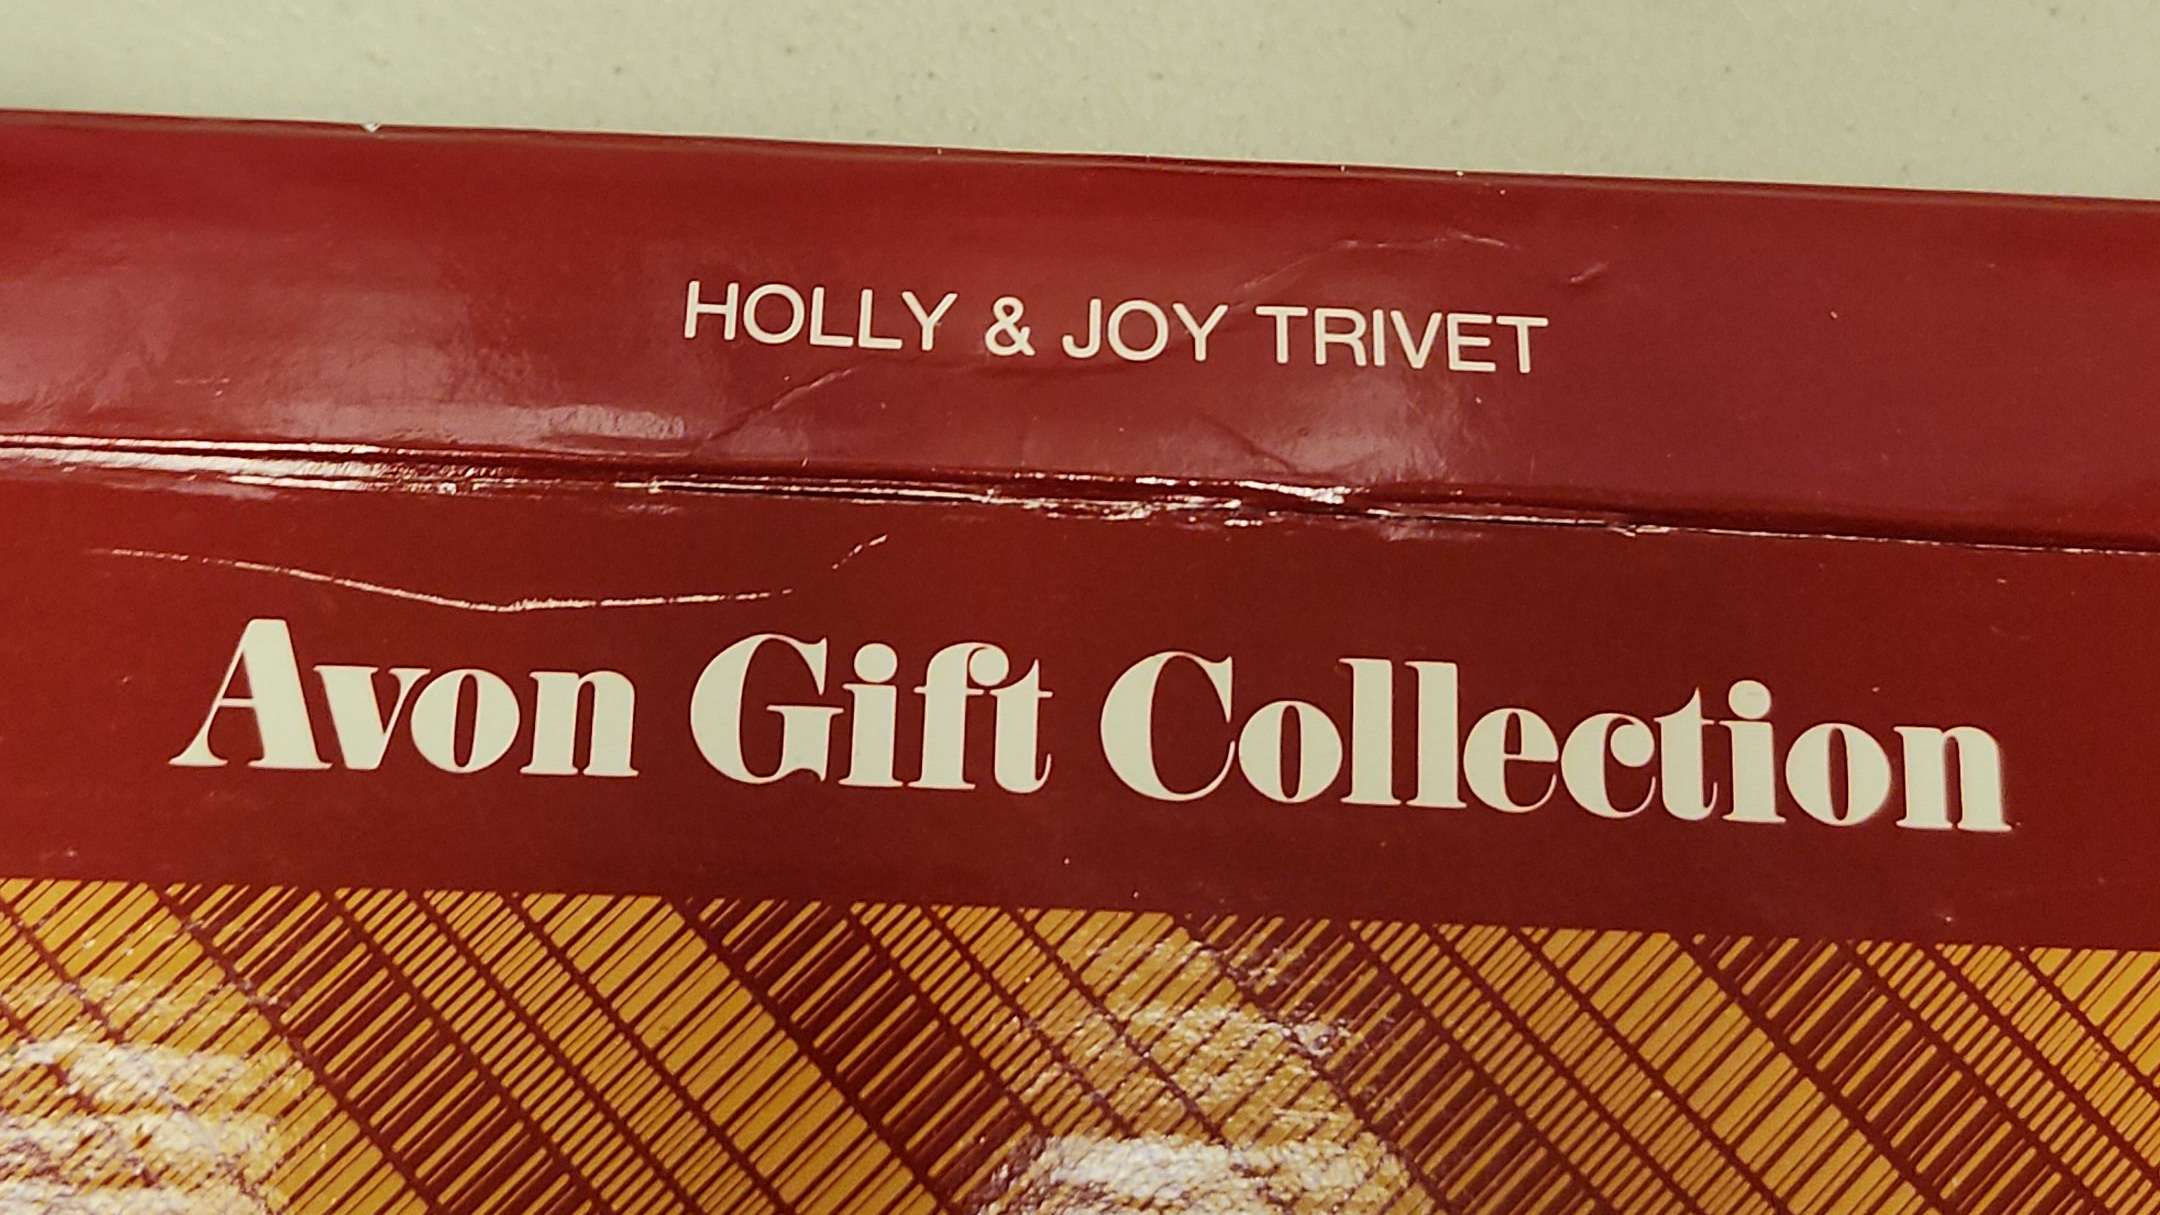 HOLLY & JOY TRIVET
Avon Gift Collection